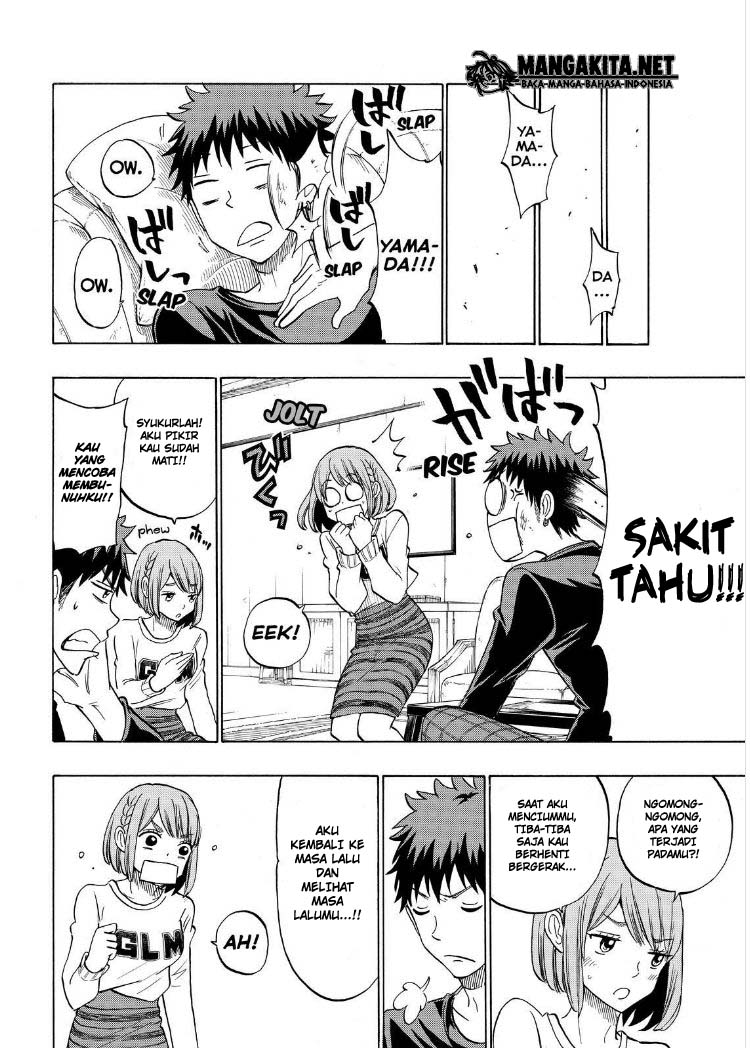 MANGAKITA.NET
BACA-MANGA-BAHASA-INDONESIA
YA-
MA-
DA...
DA
...
ばしっ
SLAP
YAMA-
DA!!!
ばしっ
SLAP
OW.
ばしっ
SLAP
OW.
SAKIT
TAHU!!!
がばっ
RISE
JOLT
びくっ
EEK!
SYUKURLAH!
AKU PIKIR
KAU SUDAH
MATI!!
phew
ホッ
KAU
YANG
MENCOBA
MEMBU-
NUHKU!!
GLM
NGOMONG-
NGOMONG,
APA YANG
TERJADI
PADAMU?!
SAAT AKU
MENCIUMMU,
TIBA-TIBA
SAJA KAU
BERHENTI
BERGERAK...
AKU
KEMBALI KE
MASA LALU
DAN
MELIHAT
MASA
LALUMU...!!
AH!
GLM